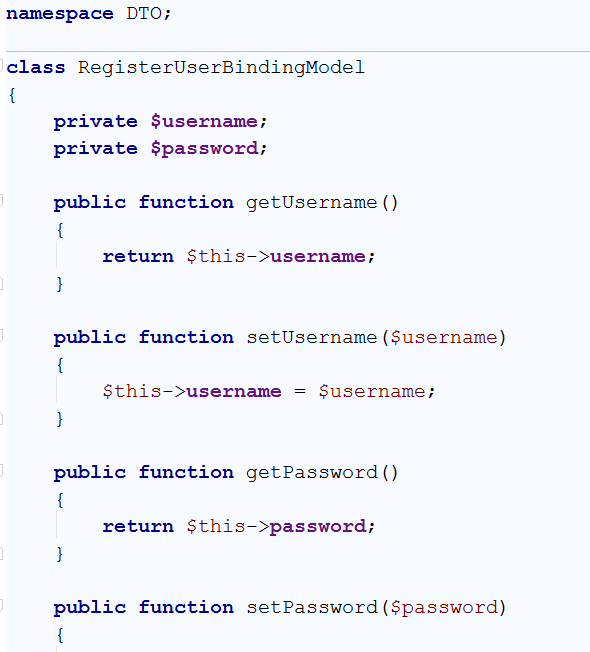 namespace DTO;
class RegisterUserBindingModel
{
    private $username;
    private $password;
    public function getUsername()
    {
        return $this->username;
    }
    public function setUsername($username)
    {
        $this->username = $username;
    }
    public function getPassword()
    {
        return $this->password;
    }
    public function setPassword($password)
    {